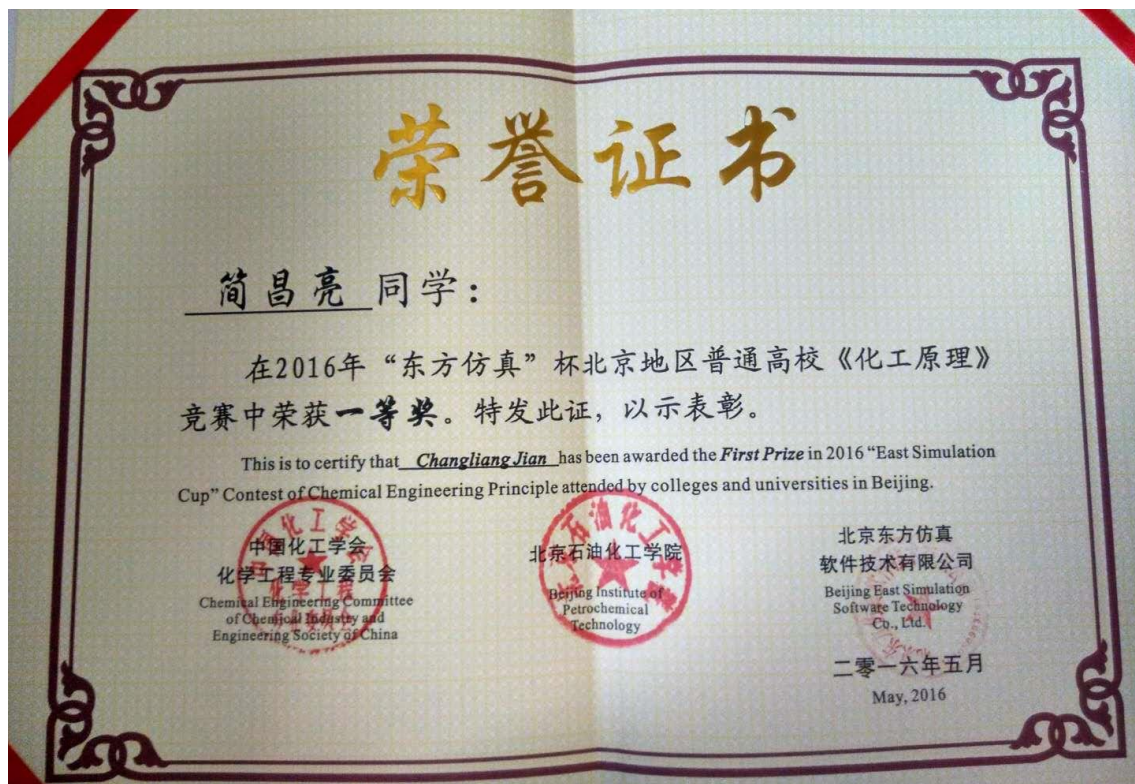 荣誉证书
简昌亮 同学：
在2016年“东方仿真”杯北京地区普通高校《化工原理》
竞赛中荣获一等奖。特发此证，以示表彰。
This is to certify that Changliang Jian has been awarded the First Prize in 2016 “East Simulation
Cup” Contest of Chemical Engineering Principle attended by colleges and universities in Beijing.
中国化工学会
化学工程专业委员会
Chemical Engineering Committee
of Chemical Industry and
Engineering Society of China
北京石油化工学院
Beijing Institute of
Petrochemical
Technology
北京东方仿真
软件技术有限公司
Beijing East Simulation
Software Technology
Co., Ltd.
二零一六年五月
May, 2016